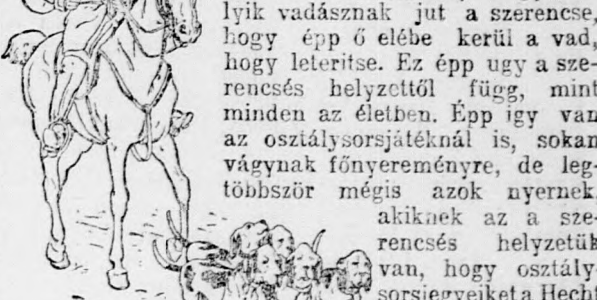 lyik vadásznak jut a szerencse,
hogy épp ő elébe kerül a vad,
hogy leteritse. Ez épp ugy a sze-
rencsés helyzettől függ, mint
minden az életben. Épp igy van
az osztálysorsjátéknál is, sokan
vágynak főnyereményre, de leg-
többször mégis azok nyernek,
akiknek az a sze-
rencsés helyzetük
van, hogy osztály-
sorsjegyeiket a Hecht